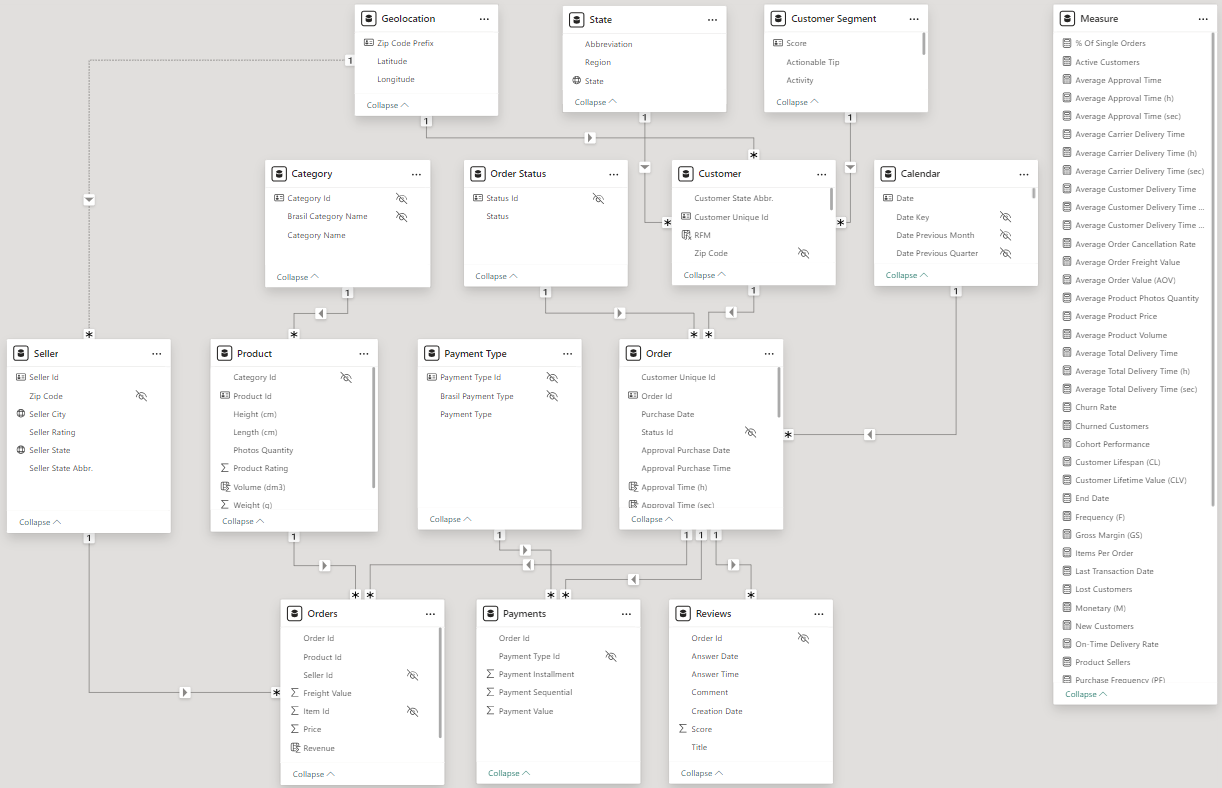 Geolocation
Zip Code Prefix
Latitude
Longitude
Collapse
State
Abbreviation
Region
State
Collapse
Customer Segment
Score
Actionable Tip
Activity
Collapse
Measure
% Of Single Orders
Active Customers
Average Approval Time
Average Approval Time (h)
Average Approval Time (sec)
Average Carrier Delivery Time
Average Carrier Delivery Time (h)
Average Carrier Delivery Time (sec)
Average Customer Delivery Time
Average Customer Delivery Time ...
Average Customer Delivery Time ...
Average Order Cancellation Rate
Average Order Freight Value
Average Order Value (AOV)
Average Product Photos Quantity
Average Product Price
Average Product Volume
Average Total Delivery Time
Average Total Delivery Time (h)
Average Total Delivery Time (sec)
Churn Rate
Churned Customers
Cohort Performance
Customer Lifespan (CL)
Customer Lifetime Value (CLV)
End Date
Frequency (F)
Gross Margin (GS)
Items Per Order
Last Transaction Date
Lost Customers
Monetary (M)
New Customers
On-Time Delivery Rate
Product Sellers
Purchase Frequency (PF)
Collapse
1
1
1
1
*
Category
Category Id
Brasil Category Name
Category Name
Collapse
Order Status
Status Id
Status
Collapse
Customer
Customer State Abbr.
Customer Unique Id
RFM
Zip Code
Collapse
*
*
Calendar
Date
Date Key
Date Previous Month
Date Previous Quarter
Collapse
1
1
1
1
*
*
*
*
Seller
Seller Id
Zip Code
Seller City
Seller Rating
Seller State
Seller State Abbr.
Collapse
Product
Category Id
Product Id
Height (cm)
Length (cm)
Photos Quantity
Product Rating
Volume (dm3)
Weight (g)
Collapse
Payment Type
Payment Type Id
Brasil Payment Type
Payment Type
Collapse
Order
Customer Unique Id
Order Id
Purchase Date
Status Id
Approval Purchase Date
Approval Purchase Time
Approval Time (h)
Approval Time (sec)
Collapse
*
1
1
1
1
1
1
*
*
*
*
*
Orders
Order Id
Product Id
Seller Id
Freight Value
Item Id
Price
Revenue
Collapse
*
Payments
Order Id
Payment Type Id
Payment Installment
Payment Sequential
Payment Value
Collapse
Reviews
Order Id
Answer Date
Answer Time
Comment
Creation Date
Score
Title
Collapse